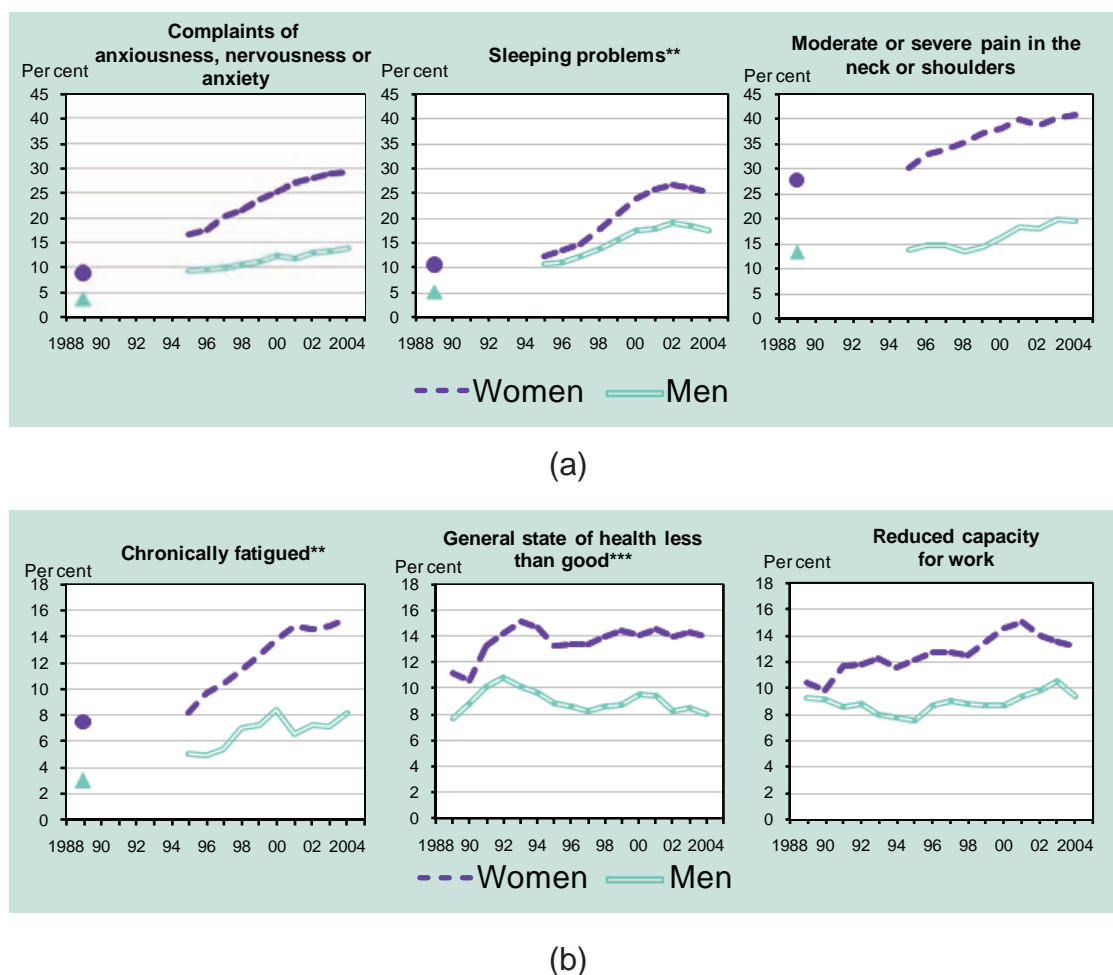 Complaints of
anxiousness, nervousness or
anxiety
Per cent
45
40
35
30
25
20
15
10
5
0
1988 90 92 94 96 98 00 02 2004
Sleeping problems**
Per cent
45
40
35
30
25
20
15
10
5
0
1988 90 92 94 96 98 00 02 2004
Moderate or severe pain in the
neck or shoulders
Per cent
45
40
35
30
25
20
15
10
5
0
1988 90 92 94 96 98 00 02 2004
Women Men
(a)
Chronically fatigued**
Per cent
18
16
14
12
10
8
6
4
2
0
1988 90 92 94 96 98 00 02 2004
General state of health less
than good***
Per cent
18
16
14
12
10
8
6
4
2
0
1988 90 92 94 96 98 00 02 2004
Reduced capacity
for work
Per cent
18
16
14
12
10
8
6
4
2
0
1988 90 92 94 96 98 00 02 2004
Women Men
(b)